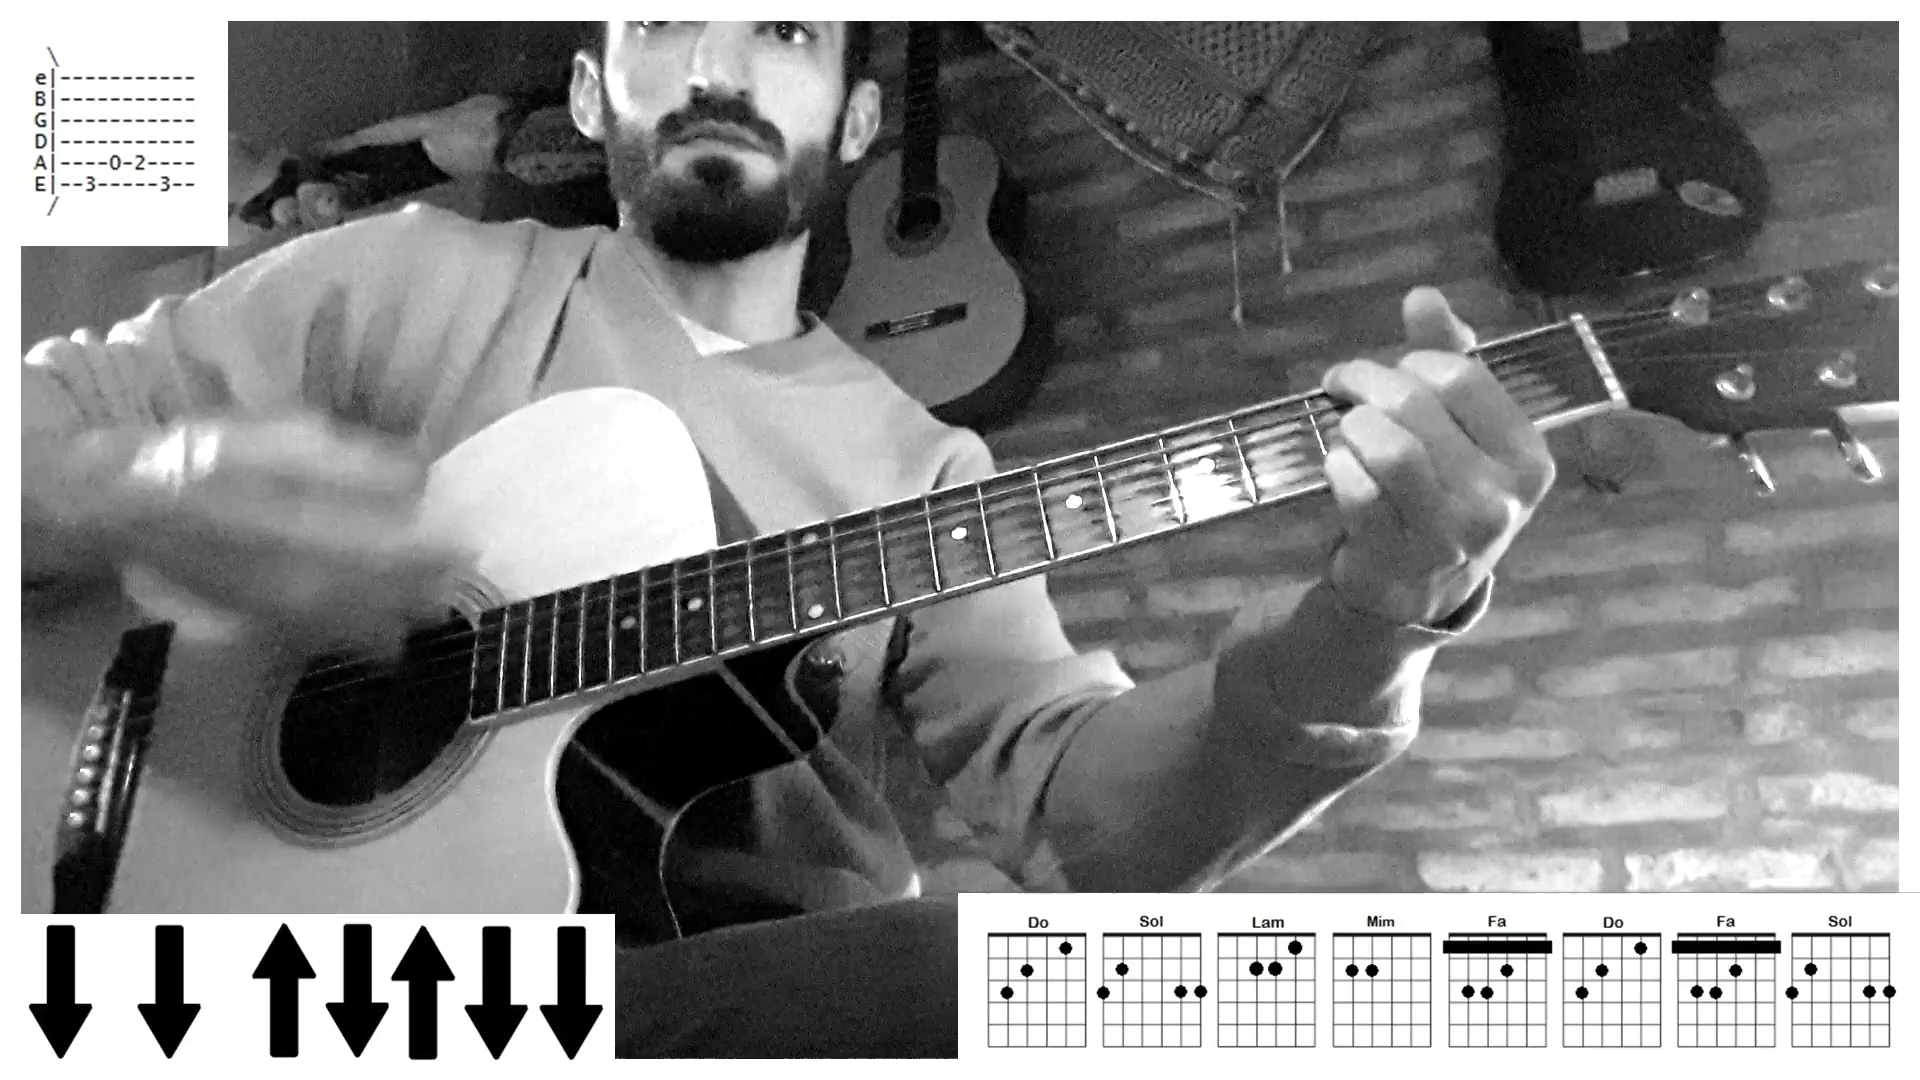 \
e|-----------
B|-----------
G|-----------
D|-----------
A|----0-2----
E|--3-----3--
/
Do Sol Lam Mim Fa Do Fa Sol